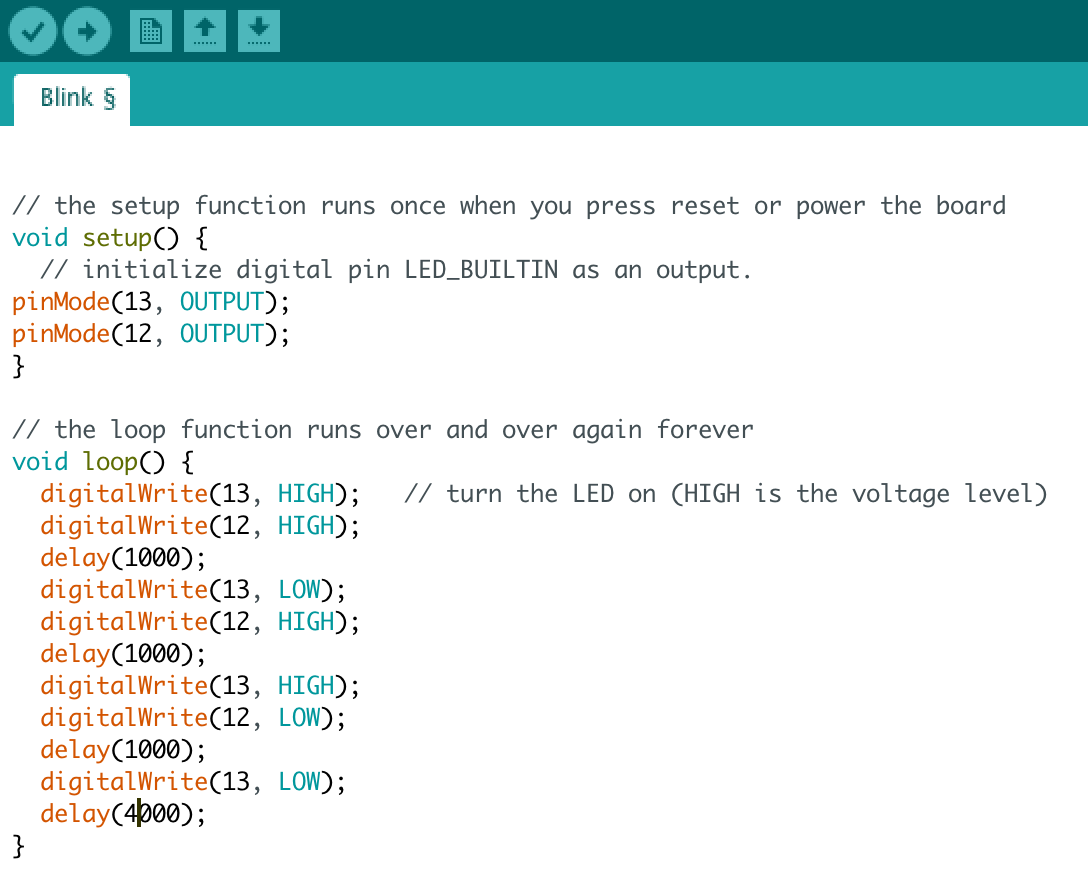 Blink §
// the setup function runs once when you press reset or power the board
void setup() {
  // initialize digital pin LED_BUILTIN as an output.
pinMode(13, OUTPUT);
pinMode(12, OUTPUT);
}
// the loop function runs over and over again forever
void loop() {
  digitalWrite(13, HIGH);   // turn the LED on (HIGH is the voltage level)
  digitalWrite(12, HIGH);
  delay(1000);
  digitalWrite(13, LOW);
  digitalWrite(12, HIGH);
  delay(1000);
  digitalWrite(13, HIGH);
  digitalWrite(12, LOW);
  delay(1000);
  digitalWrite(13, LOW);
  delay(4000);
}